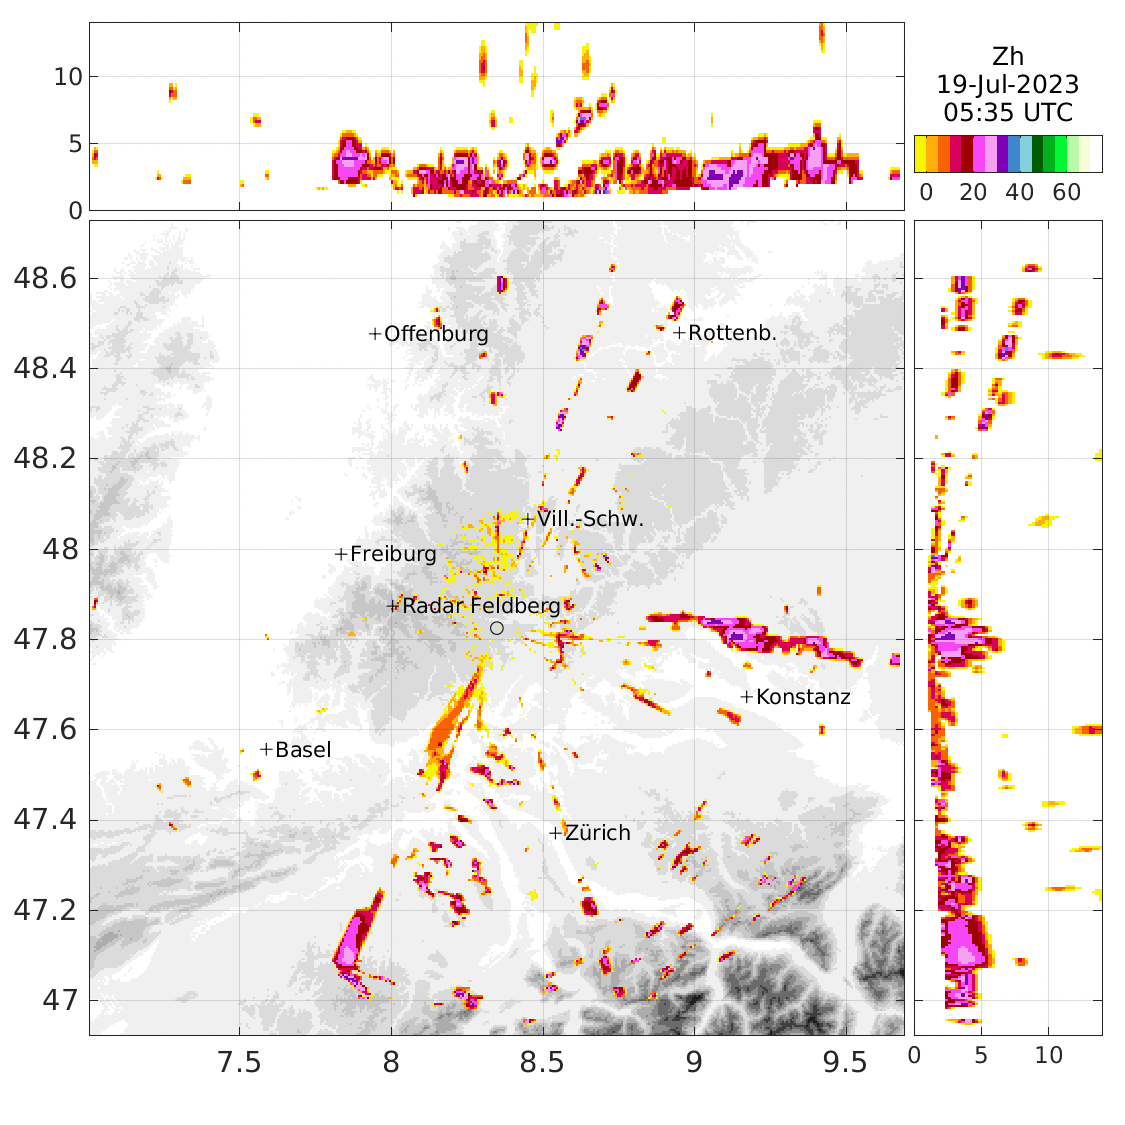 10
5
0
Zh
19-Jul-2023
05:35 UTC
0 20 40 60
48.6
48.4
48.2
48
47.8
47.6
47.4
47.2
47
+Offenburg
+Rottenb.
+Vill.-Schw.
+Freiburg
+Radar Feldberg
+Konstanz
+Basel
+Zürich
7.5 8 8.5 9 9.5
0 5 10